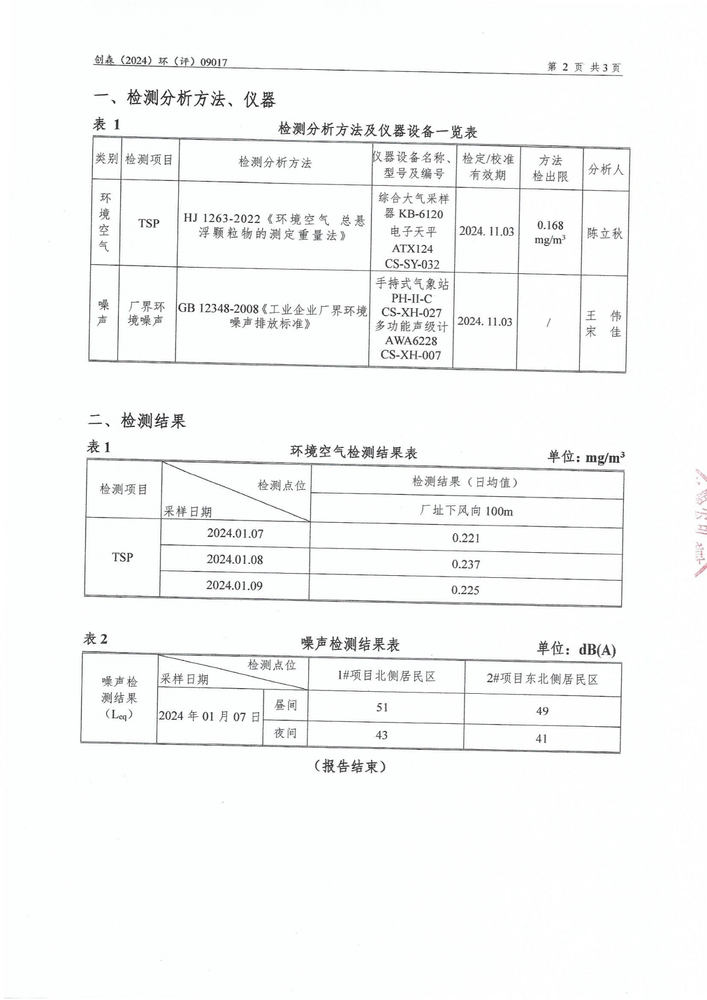 创森（2024）环（评）09017
第 2 页 共3页
一、检测分析方法、仪器
表 1
检测分析方法及仪器设备一览表
类别 检测项目 检测分析方法 仪器设备名称、型号及编号 检定/校准有效期 方法检出限 分析人
环境空气 TSP HJ 1263-2022《环境空气 总悬浮颗粒物的测定重量法》 综合大气采样器 KB-6120 电子天平 ATX124 CS-SY-032 2024.11.03 0.168 mg/m³ 陈立秋
噪声 厂界环境噪声 GB 12348-2008《工业企业厂界环境噪声排放标准》 手持式气象站 PH-II-C CS-XH-027 多功能声级计 AWA6228 CS-XH-007 2024.11.03 / 王 伟 宋 佳
二、检测结果
表1
环境空气检测结果表
单位：mg/m³
检测项目 检测点位 采样日期 检测结果（日均值）
厂址下风向 100m
TSP 2024.01.07 0.221
2024.01.08 0.237
2024.01.09 0.225
表2
噪声检测结果表
单位：dB(A)
噪声检测结果（Leq） 检测点位 采样日期 1#项目北侧居民区 2#项目东北侧居民区
2024 年 01 月 07 日 昼间 51 49
夜间 43 41
（报告结束）